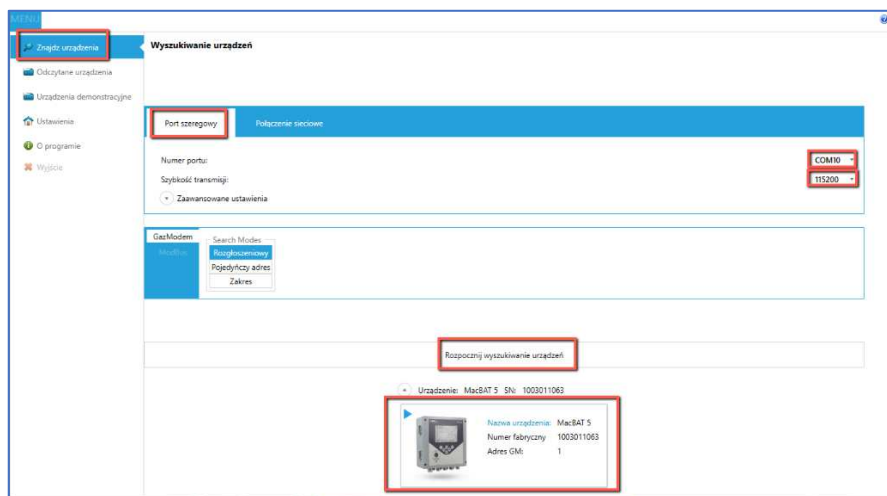 MENU
Znajdz urządzenia
Odczytane urządzenia
Urządzenia demonstracyjne
Ustawienia
O programie
Wyjście
Wyszukiwanie urządzeń
Port szeregowy
Połączenie sieciowe
Numer portu:
COM10
Szybkość transmisji:
115200
Zaawansowane ustawienia
GazModem
ModBus
Search Modes
Rozgłoszeniowy
Pojedyńczy adres
Zakres
Rozpocznij wyszukiwanie urządzeń
Urządzenie: MacBAT 5 SN: 1003011063
Nazwa urządzenia: MacBAT 5
Numer fabryczny 1003011063
Adres GM: 1